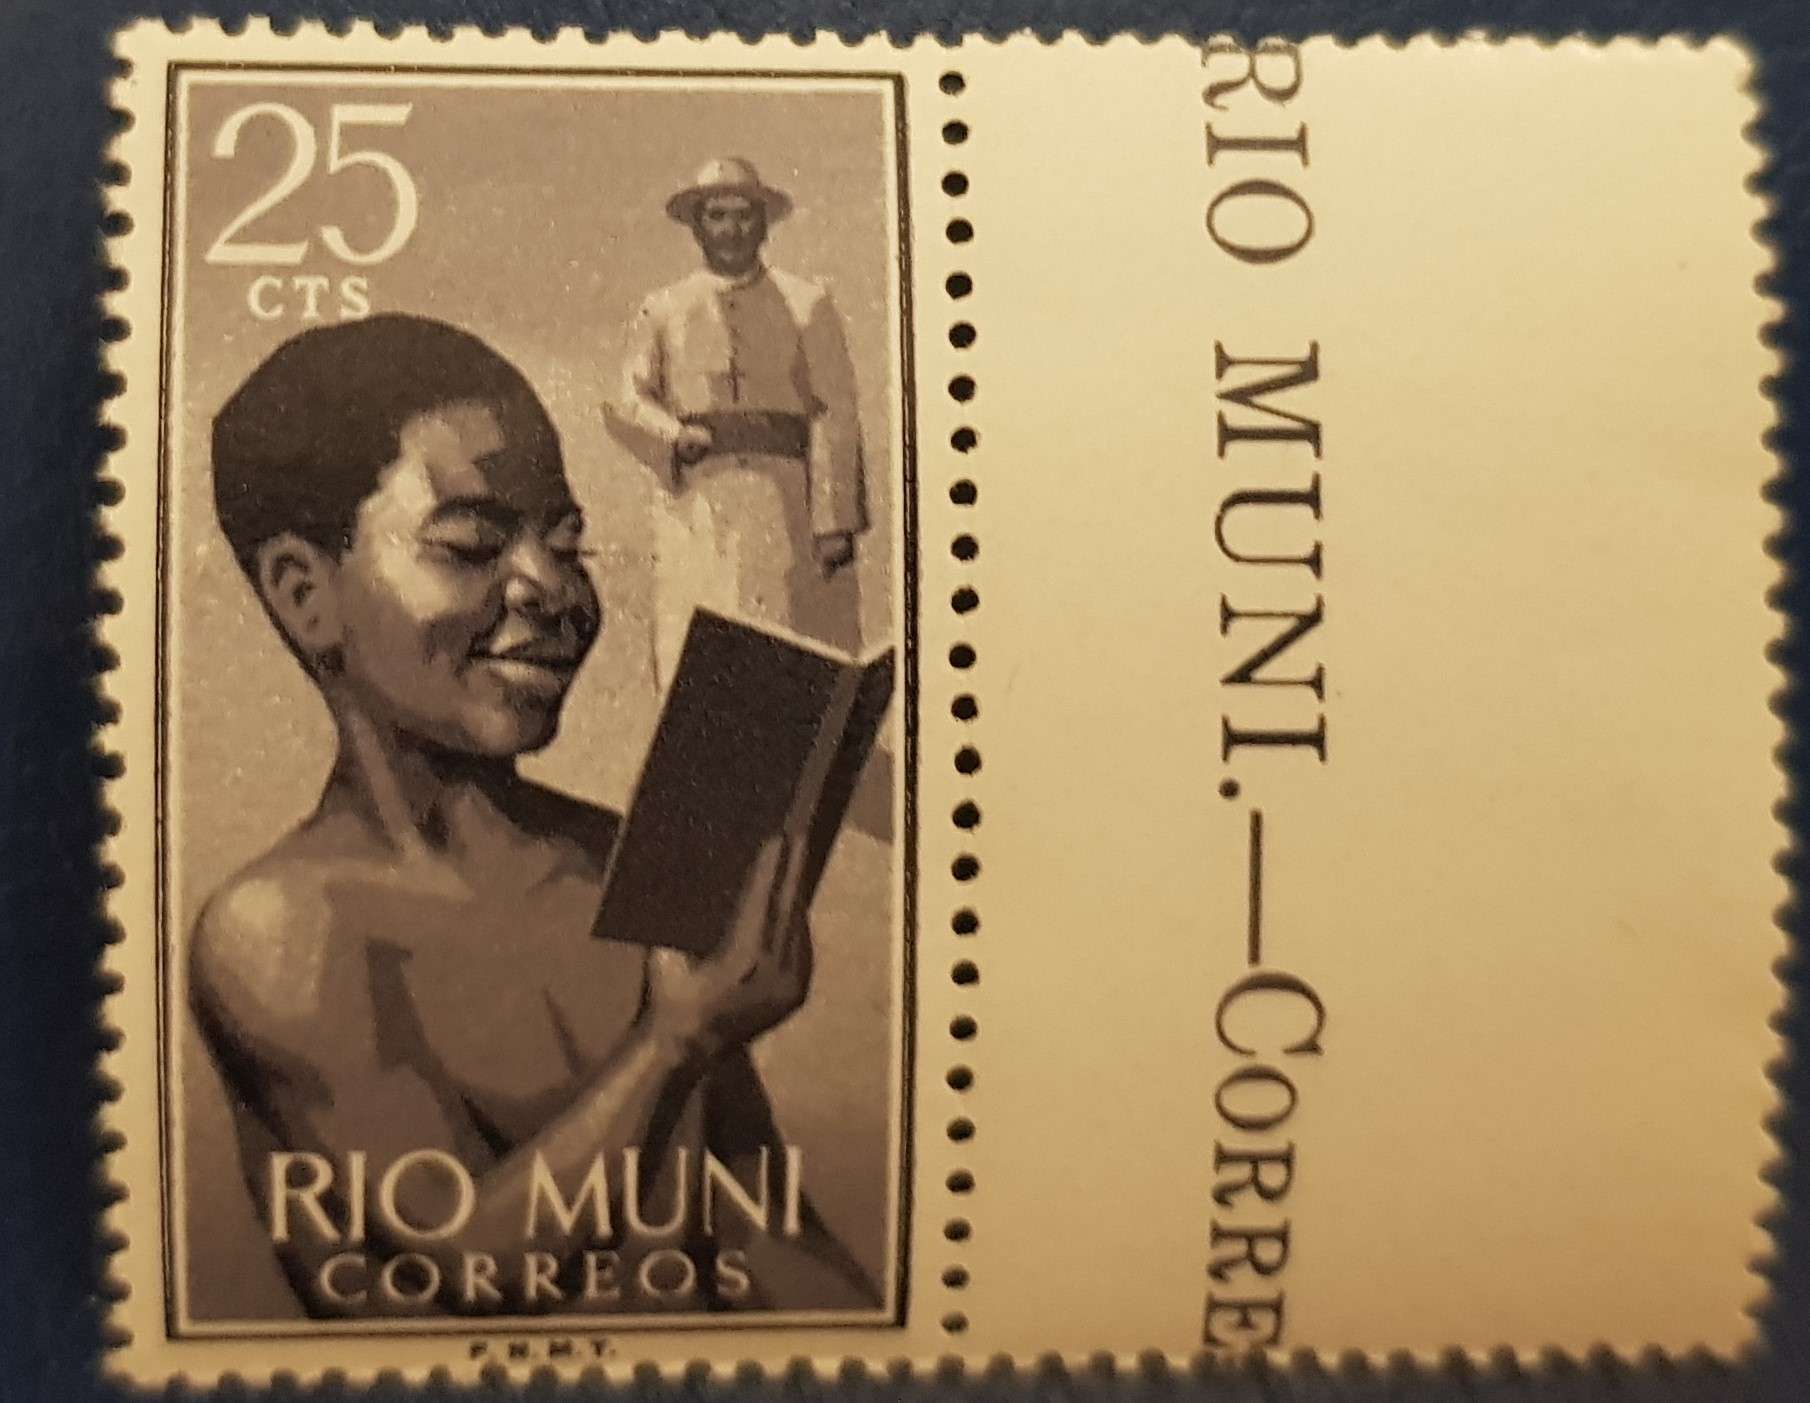 25
CTS
RIO MUNI
CORREOS
F.N.M.T.
RIO MUNI.—CORRE